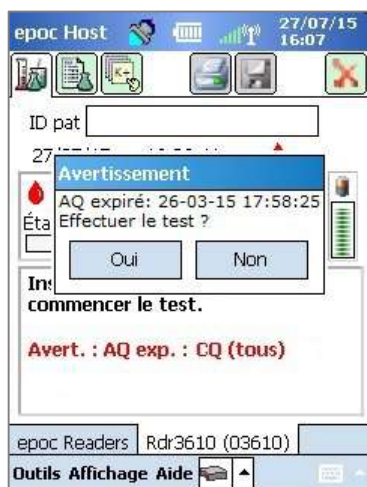 epoc Host 27/07/15
16:07
K+
ID pat
Avertissement
AQ expiré: 26-03-15 17:58:25
Effectuer le test ?
Oui Non
Éta
commencer le test.
Avert. : AQ exp. : CQ (tous)
epoc Readers Rdr3610 (03610)
Outils Affichage Aide